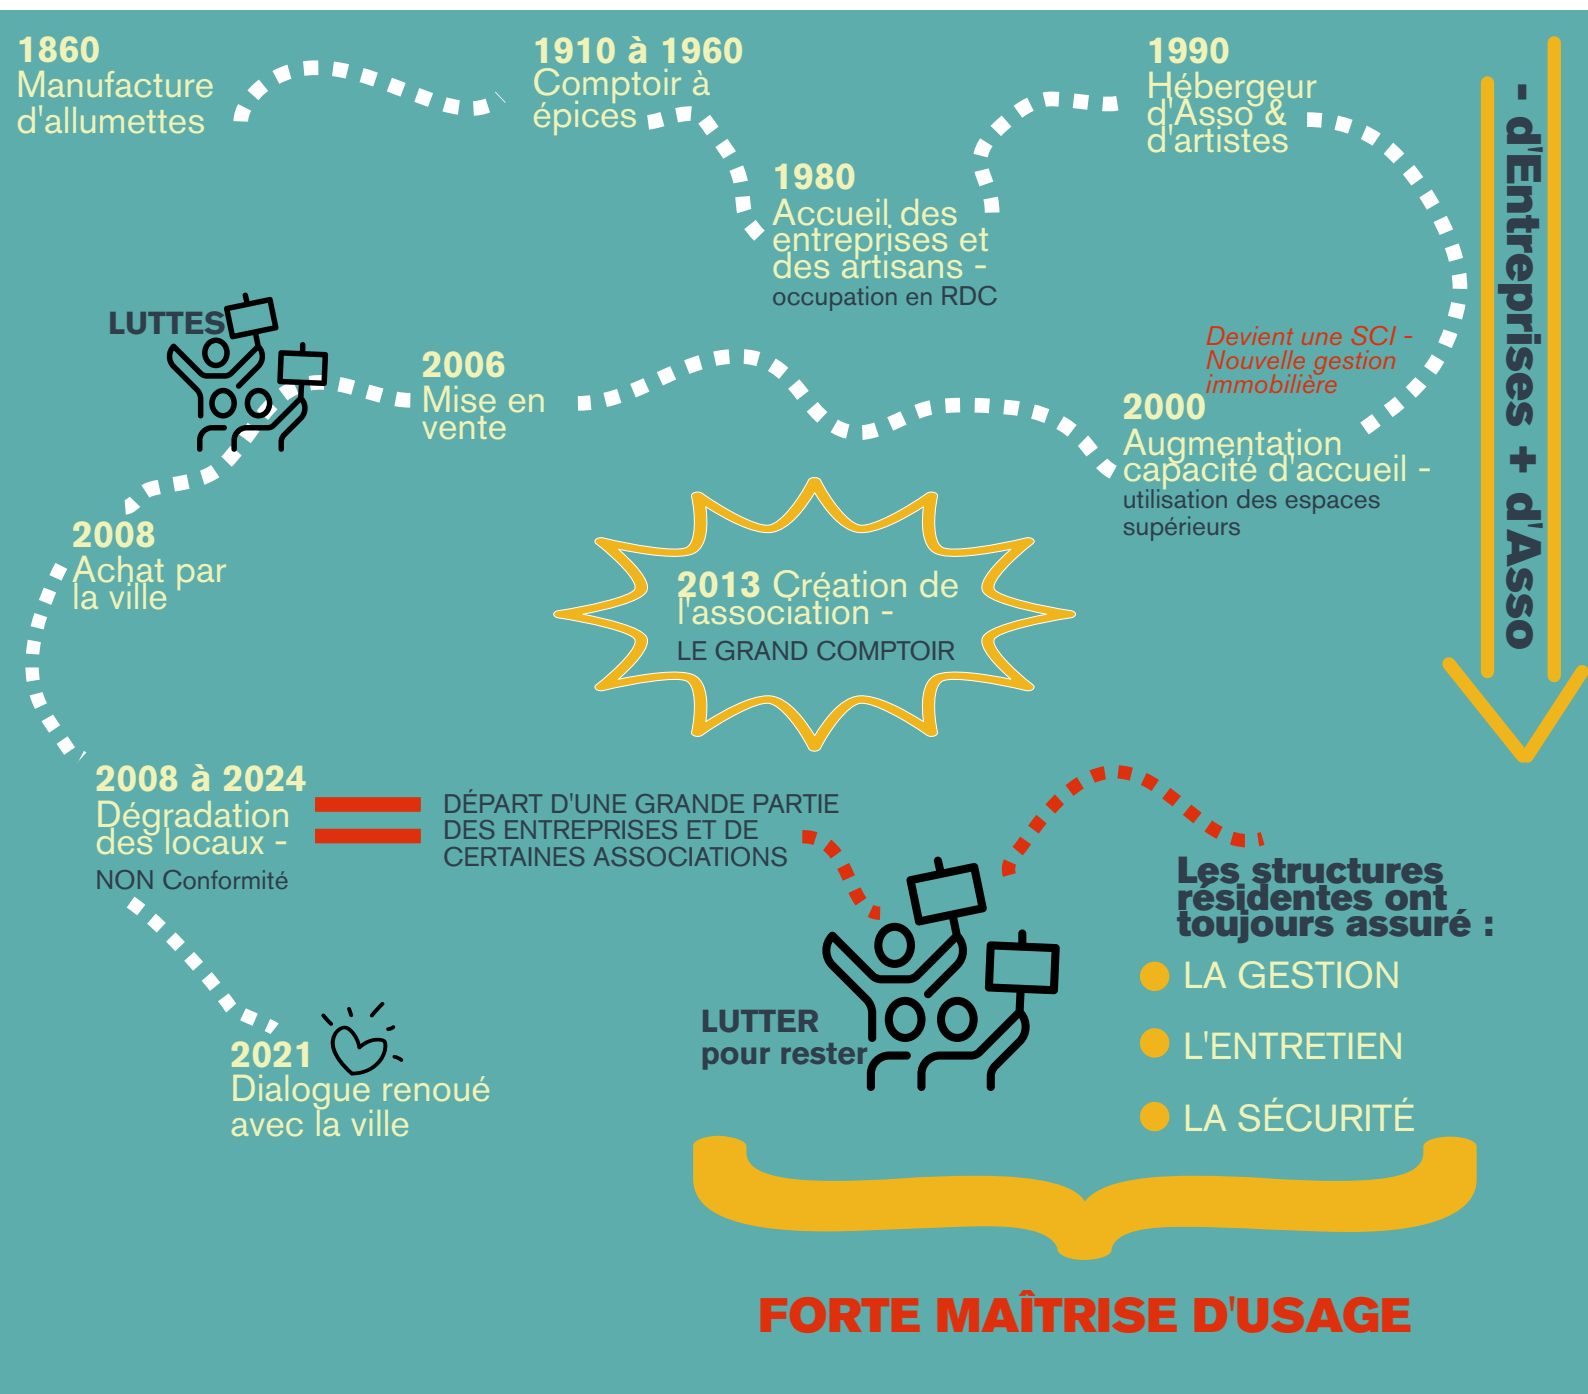 1860
Manufacture
d'allumettes
1910 à 1960
Comptoir à
épices
1980
Accueil des
entreprises et
des artisans -
occupation en RDC
1990
Hébergeur
d'Asso &
d'artistes
- d'Entreprises + d'Asso
Devient une SCI -
Nouvelle gestion
immobilière
2000
Augmentation
capacité d'accueil -
utilisation des espaces
supérieurs
2006
Mise en
vente
LUTTES
2008
Achat par
la ville
2013 Création de
l'association -
LE GRAND COMPTOIR
2008 à 2024
Dégradation
des locaux -
NON Conformité
DÉPART D'UNE GRANDE PARTIE
DES ENTREPRISES ET DE
CERTAINES ASSOCIATIONS
2021
Dialogue renoué
avec la ville
LUTTER
pour rester
Les structures
résidentes ont
toujours assuré :
LA GESTION
L'ENTRETIEN
LA SÉCURITÉ
FORTE MAÎTRISE D'USAGE